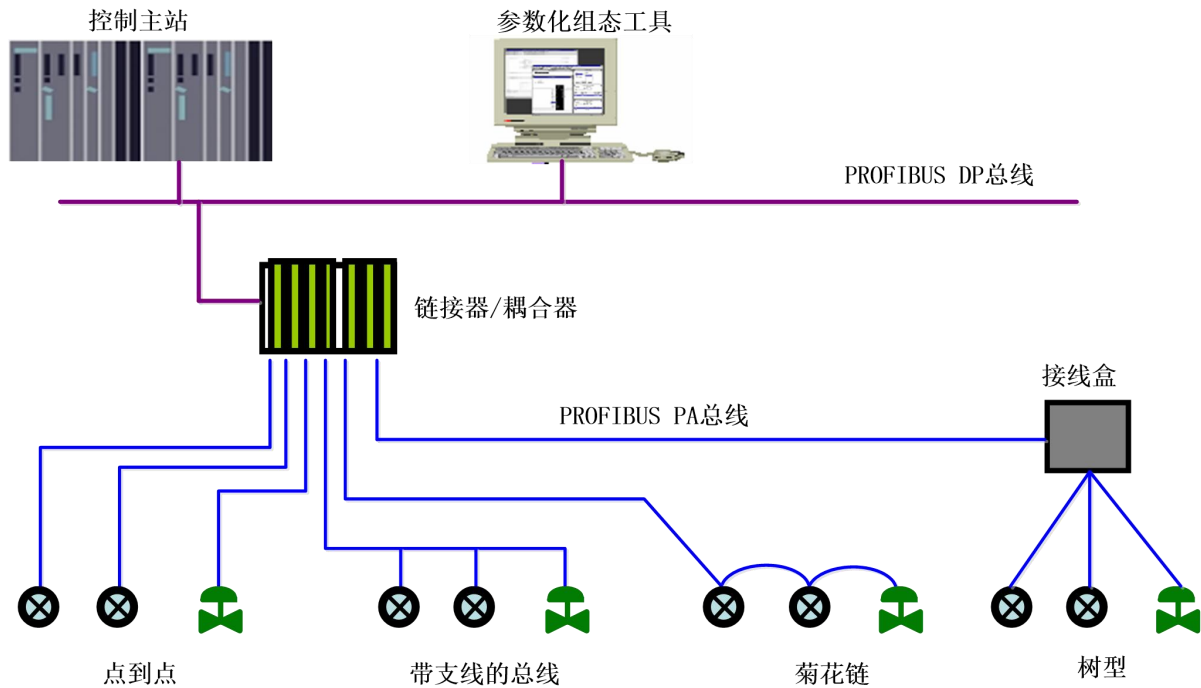 控制主站
参数化组态工具
PROFIBUS DP总线
链接器/耦合器
接线盒
PROFIBUS PA总线
点到点
带支线的总线
菊花链
树型